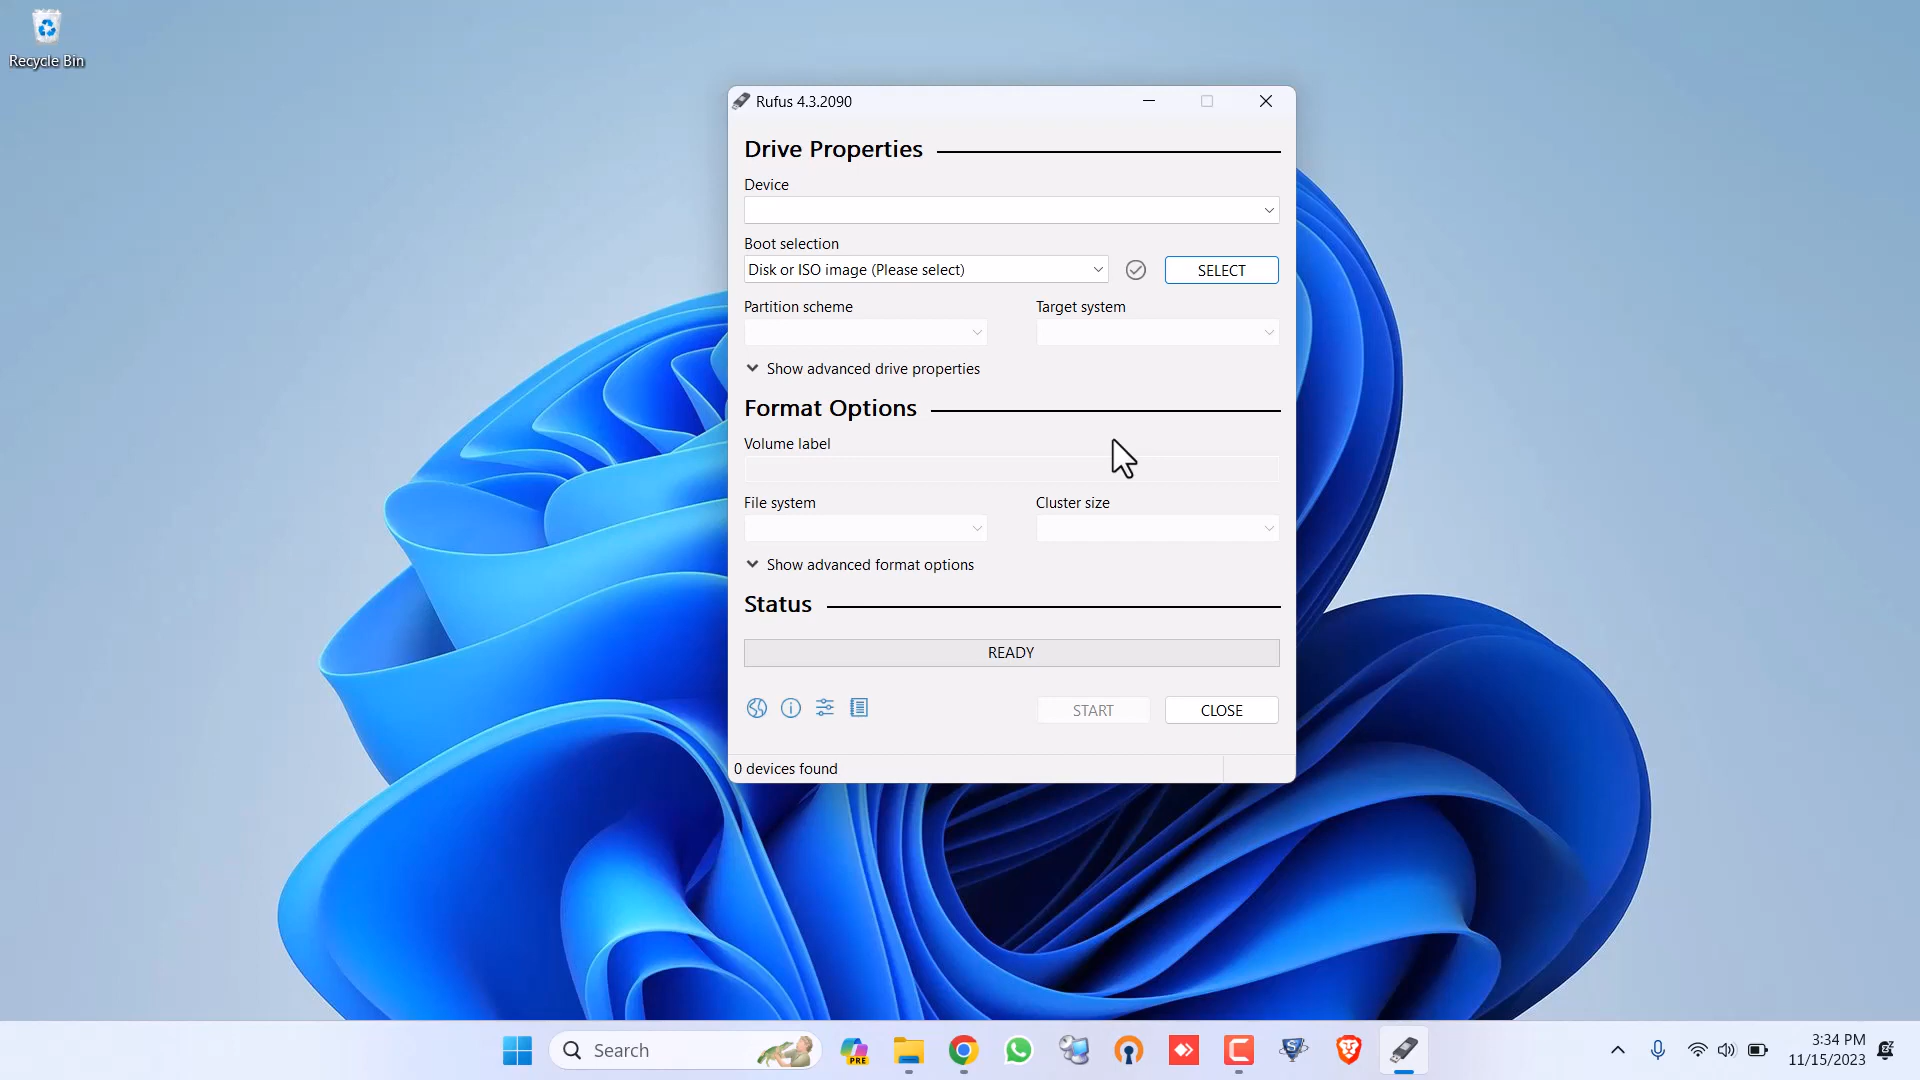 Recycle Bin
Rufus 4.3.2090
Drive Properties
Device
Boot selection
Disk or ISO image (Please select)
SELECT
Partition scheme
Target system
Show advanced drive properties
Format Options
Volume label
File system
Cluster size
Show advanced format options
Status
READY
START
CLOSE
0 devices found
Search
PRE
3:34 PM
11/15/2023